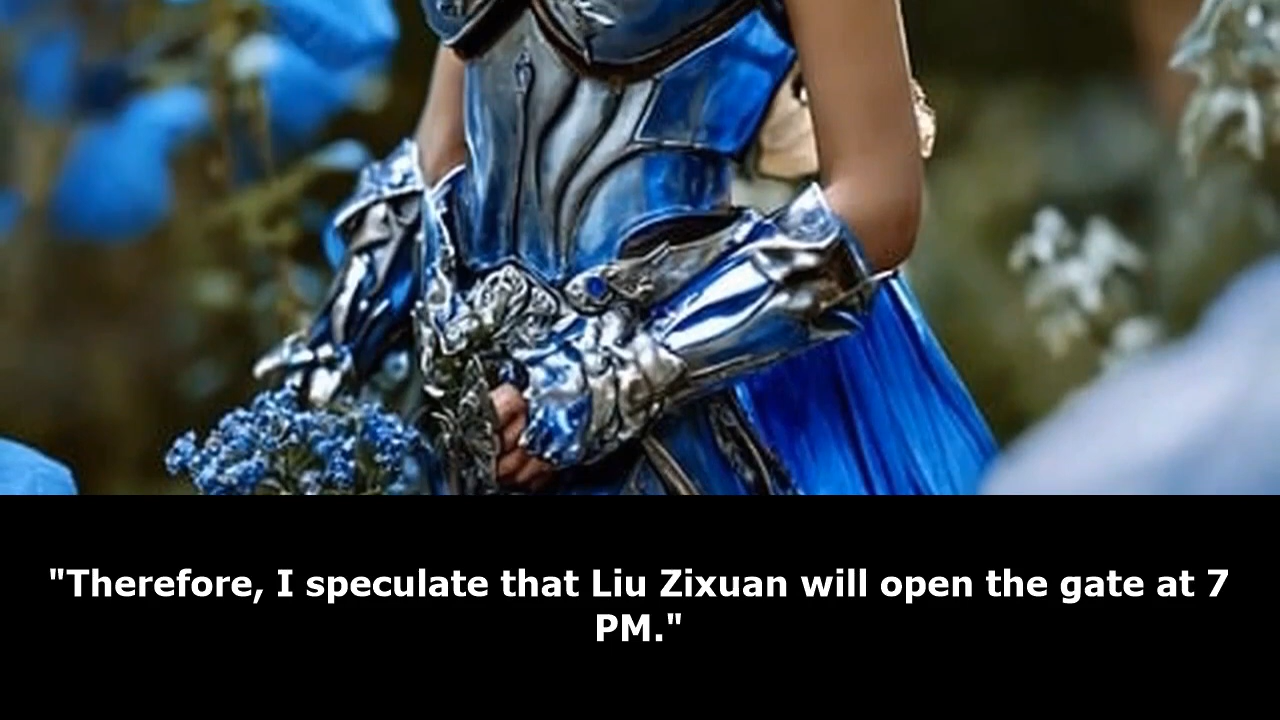 "Therefore, I speculate that Liu Zixuan will open the gate at 7
PM."